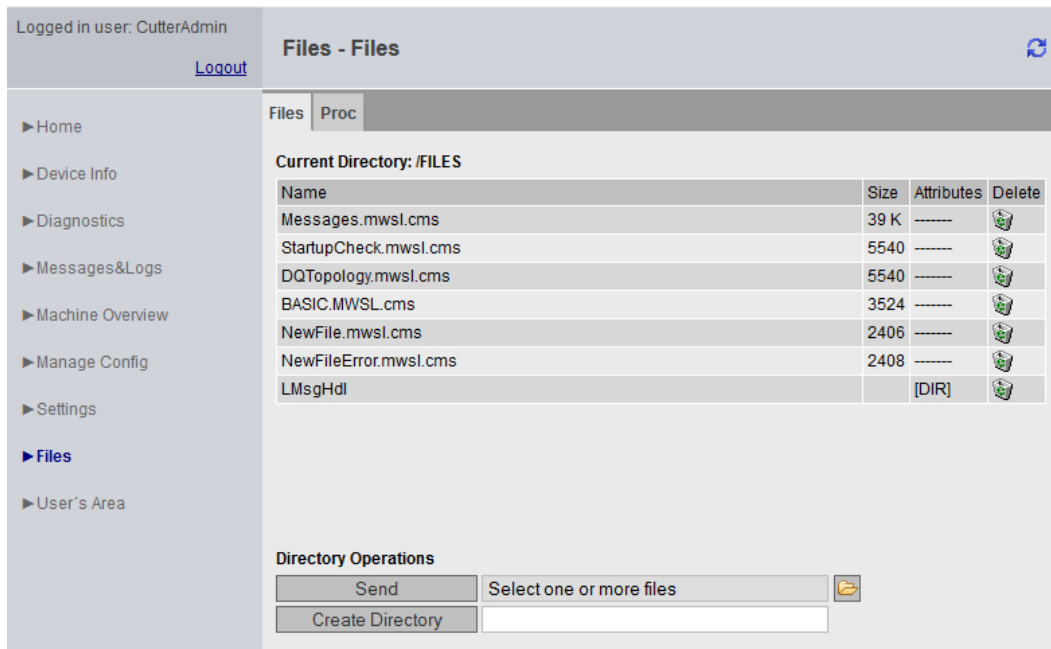 Logged in user: CutterAdmin
Logout
Files - Files
►Home
►Device Info
►Diagnostics
►Messages&Logs
►Machine Overview
►Manage Config
►Settings
►Files
►User´s Area
Files Proc
Current Directory: /FILES
Name Size Attributes Delete
Messages.mwsl.cms 39 K -------
StartupCheck.mwsl.cms 5540 -------
DQTopology.mwsl.cms 5540 -------
BASIC.MWSL.cms 3524 -------
NewFile.mwsl.cms 2406 -------
NewFileError.mwsl.cms 2408 -------
LMsgHdl [DIR]
Directory Operations
Send Select one or more files
Create Directory